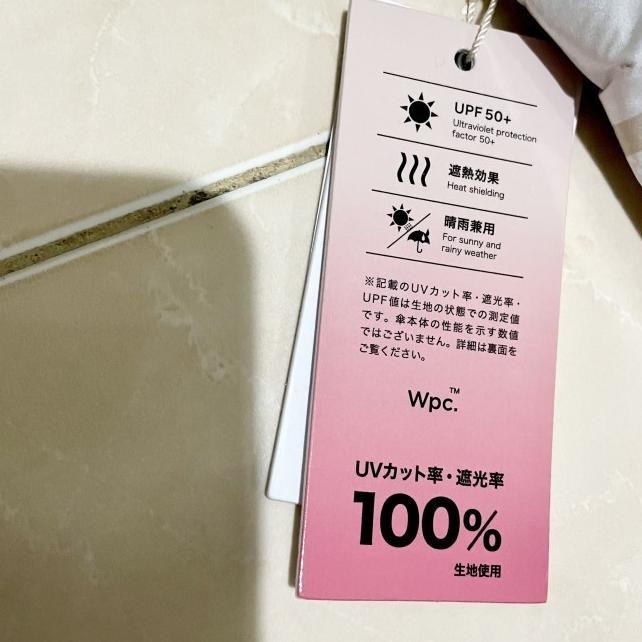 UPF 50+
Ultraviolet protection
factor 50+
遮熱効果
Heat shielding
晴雨兼用
For sunny and
rainy weather
※記載のUVカット率・遮光率・
UPF値は生地の状態での測定値
です。傘本体の性能を示す数値
ではございません。詳細は裏面を
ご覧ください。
Wpc.™
UVカット率・遮光率
100%
生地使用